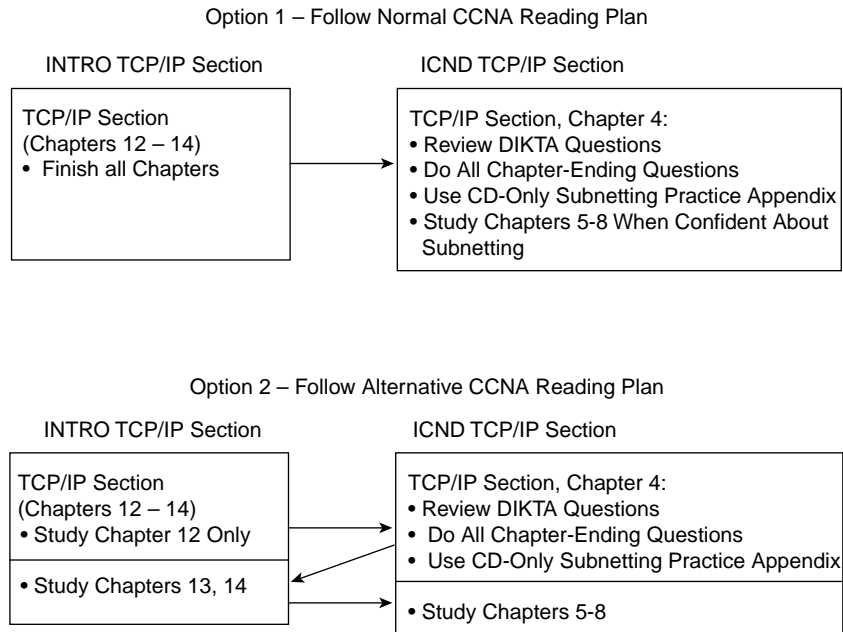 Option 1 – Follow Normal CCNA Reading Plan
INTRO TCP/IP Section
TCP/IP Section
(Chapters 12 – 14)
• Finish all Chapters
ICND TCP/IP Section
TCP/IP Section, Chapter 4:
• Review DIKTA Questions
• Do All Chapter-Ending Questions
• Use CD-Only Subnetting Practice Appendix
• Study Chapters 5-8 When Confident About
Subnetting
Option 2 – Follow Alternative CCNA Reading Plan
INTRO TCP/IP Section
TCP/IP Section
(Chapters 12 – 14)
• Study Chapter 12 Only
• Study Chapters 13, 14
ICND TCP/IP Section
TCP/IP Section, Chapter 4:
• Review DIKTA Questions
• Do All Chapter-Ending Questions
• Use CD-Only Subnetting Practice Appendix
• Study Chapters 5-8